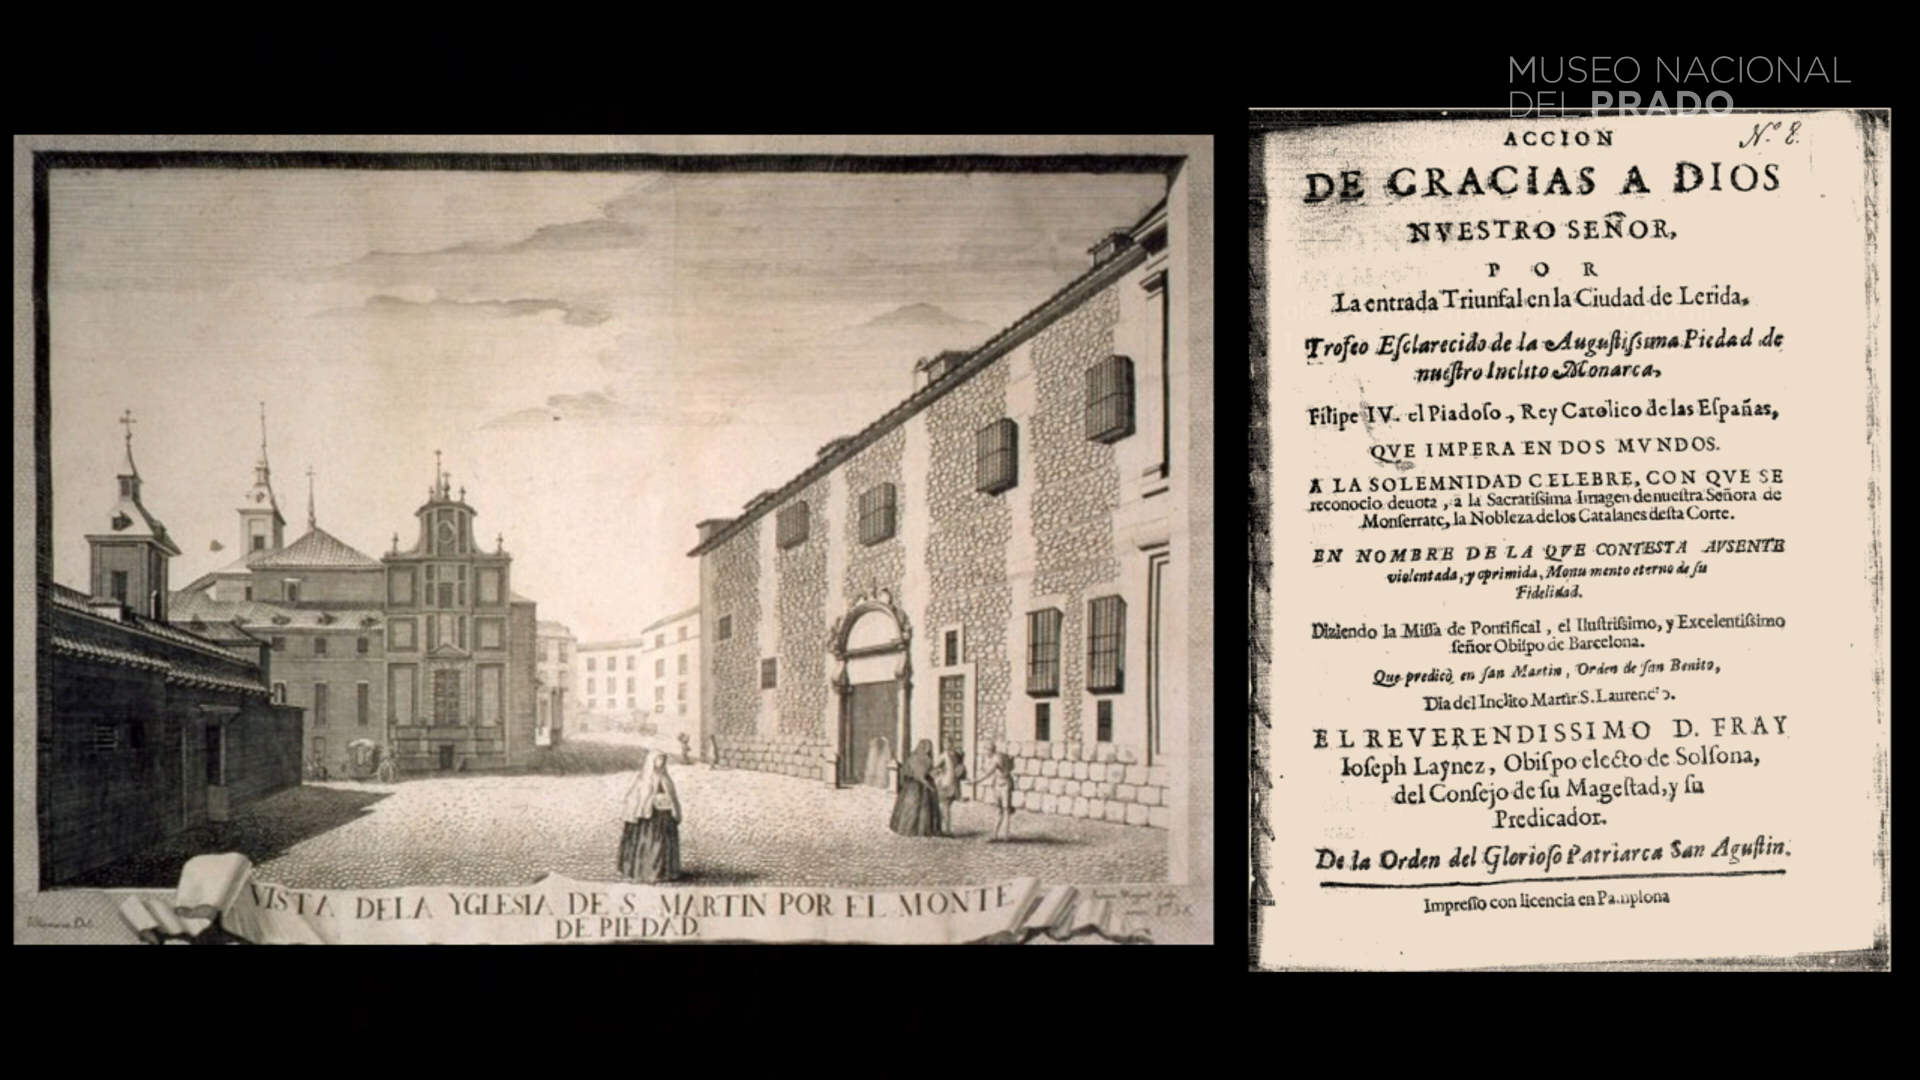 MUSEO NACIONAL
DEL PRADO
VISTA DELA YGLESIA DE S. MARTIN POR EL MONTE
DE PIEDAD.
Nº 8.
ACCION
DE GRACIAS A DIOS
NVESTRO SEÑOR,
POR
La entrada Triunfal en la Ciudad de Lerida,
Trofeo Esclarecido de la Augustissima Piedad de
nuestro Inclito Monarca,
Filipe IV. el Piadoso, Rey Catolico de las Españas,
QVE IMPERA EN DOS MVNDOS.
A LA SOLEMNIDAD CELEBRE, CON QVE SE
reconocio deuota, a la Sacratissima Imagen de nuestra Señora de
Monserrate, la Nobleza de los Catalanes desta Corte.
EN NOMBRE DE LA QVE CONTESTA AVSENTE
violentada, y oprimida, Monumento eterno de su
Fidelidad.
Diziendo la Missa de Pontifical, el Ilustrissimo, y Excelentissimo
señor Obispo de Barcelona.
Que predicò en san Martin, Orden de san Benito,
Dia del Inclito Martir S. Laurencio.
EL REVERENDISSIMO D. FRAY
Ioseph Laynez, Obispo electo de Solsona,
del Consejo de su Magestad, y su
Predicador.
De la Orden del Glorioso Patriarca San Agustin.
Impresso con licencia en Pamplona